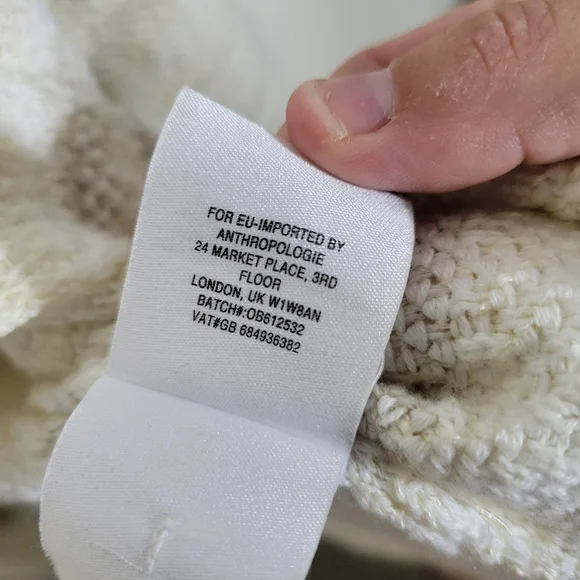 FOR EU-IMPORTED BY
ANTHROPOLOGIE
24 MARKET PLACE, 3RD
FLOOR
LONDON, UK W1W8AN
BATCH#:OB612532
VAT#GB 684936382